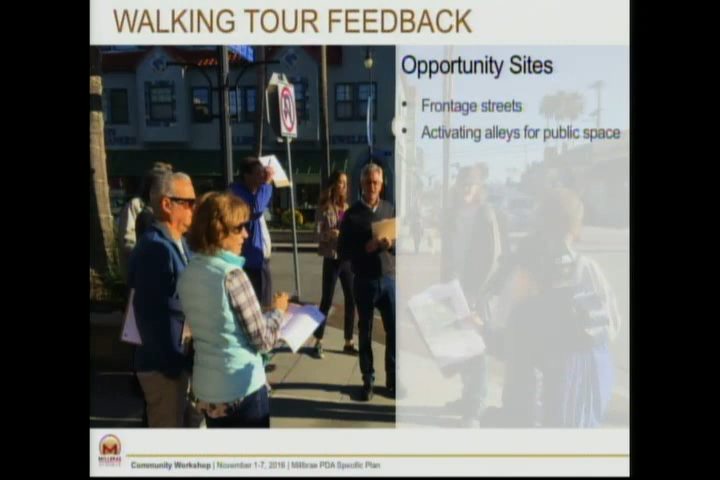 WALKING TOUR FEEDBACK
Opportunity Sites
• Frontage streets
• Activating alleys for public space
MILLBRAE
Community Workshop | November 1-7, 2016 | Millbrae PDA Specific Plan